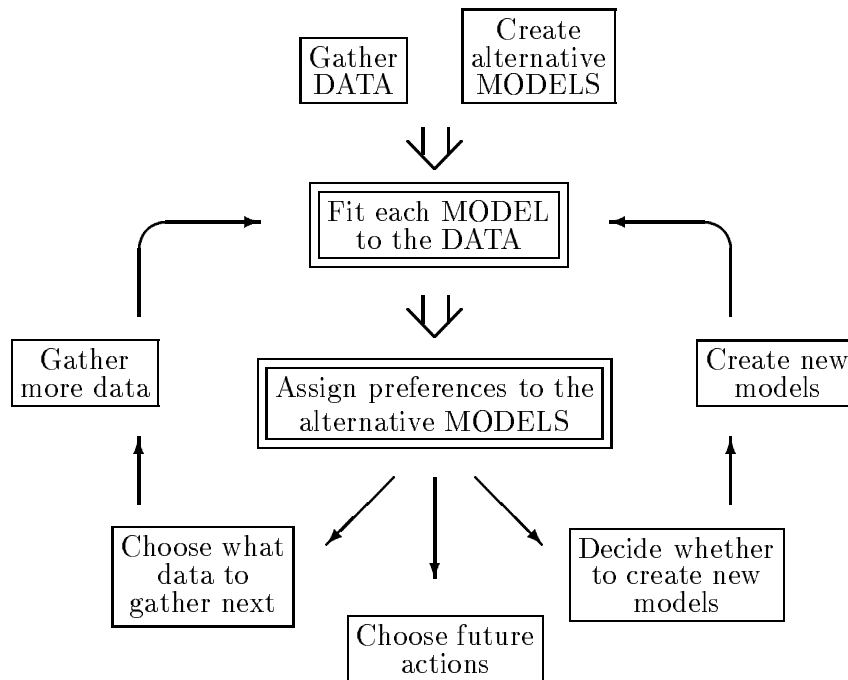 Gather
DATA
Create
alternative
MODELS
Fit each MODEL
to the DATA
Gather
more data
Create new
models
Assign preferences to the
alternative MODELS
Choose what
data to
gather next
Decide whether
to create new
models
Choose future
actions